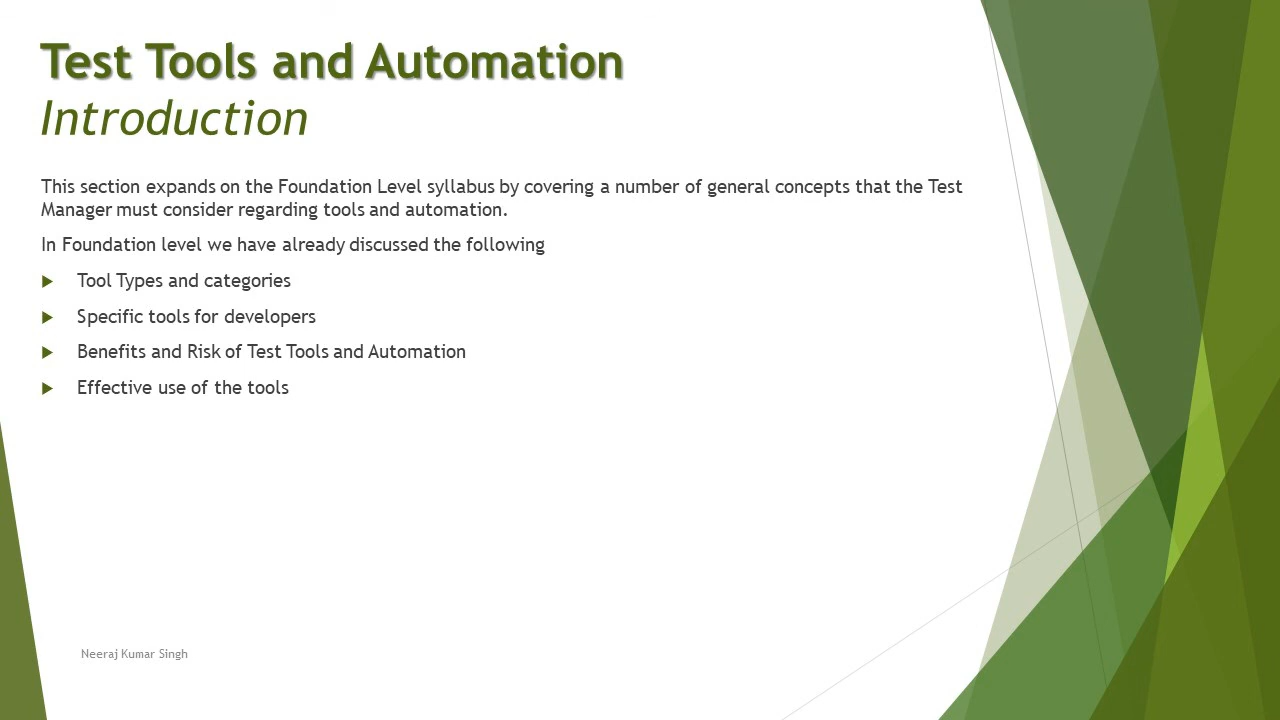 Test Tools and Automation
Introduction
This section expands on the Foundation Level syllabus by covering a number of general concepts that the Test
Manager must consider regarding tools and automation.
In Foundation level we have already discussed the following
Tool Types and categories
Specific tools for developers
Benefits and Risk of Test Tools and Automation
Effective use of the tools
Neeraj Kumar Singh